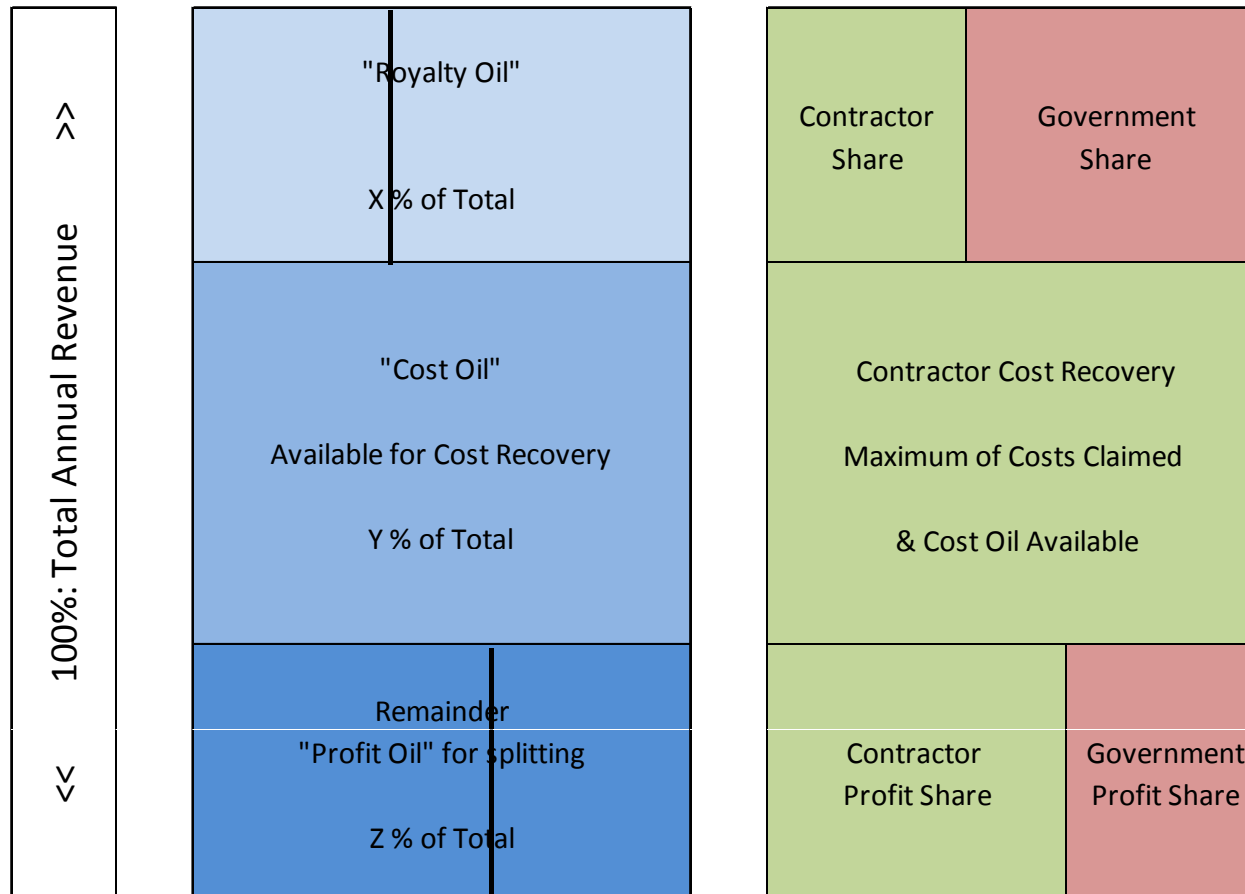 << 100%: Total Annual Revenue >>
"Royalty Oil"
X % of Total
"Cost Oil"
Available for Cost Recovery
Y % of Total
Remainder
"Profit Oil" for splitting
Z % of Total
Contractor
Share
Government
Share
Contractor Cost Recovery
Maximum of Costs Claimed
& Cost Oil Available
Contractor
Profit Share
Government
Profit Share